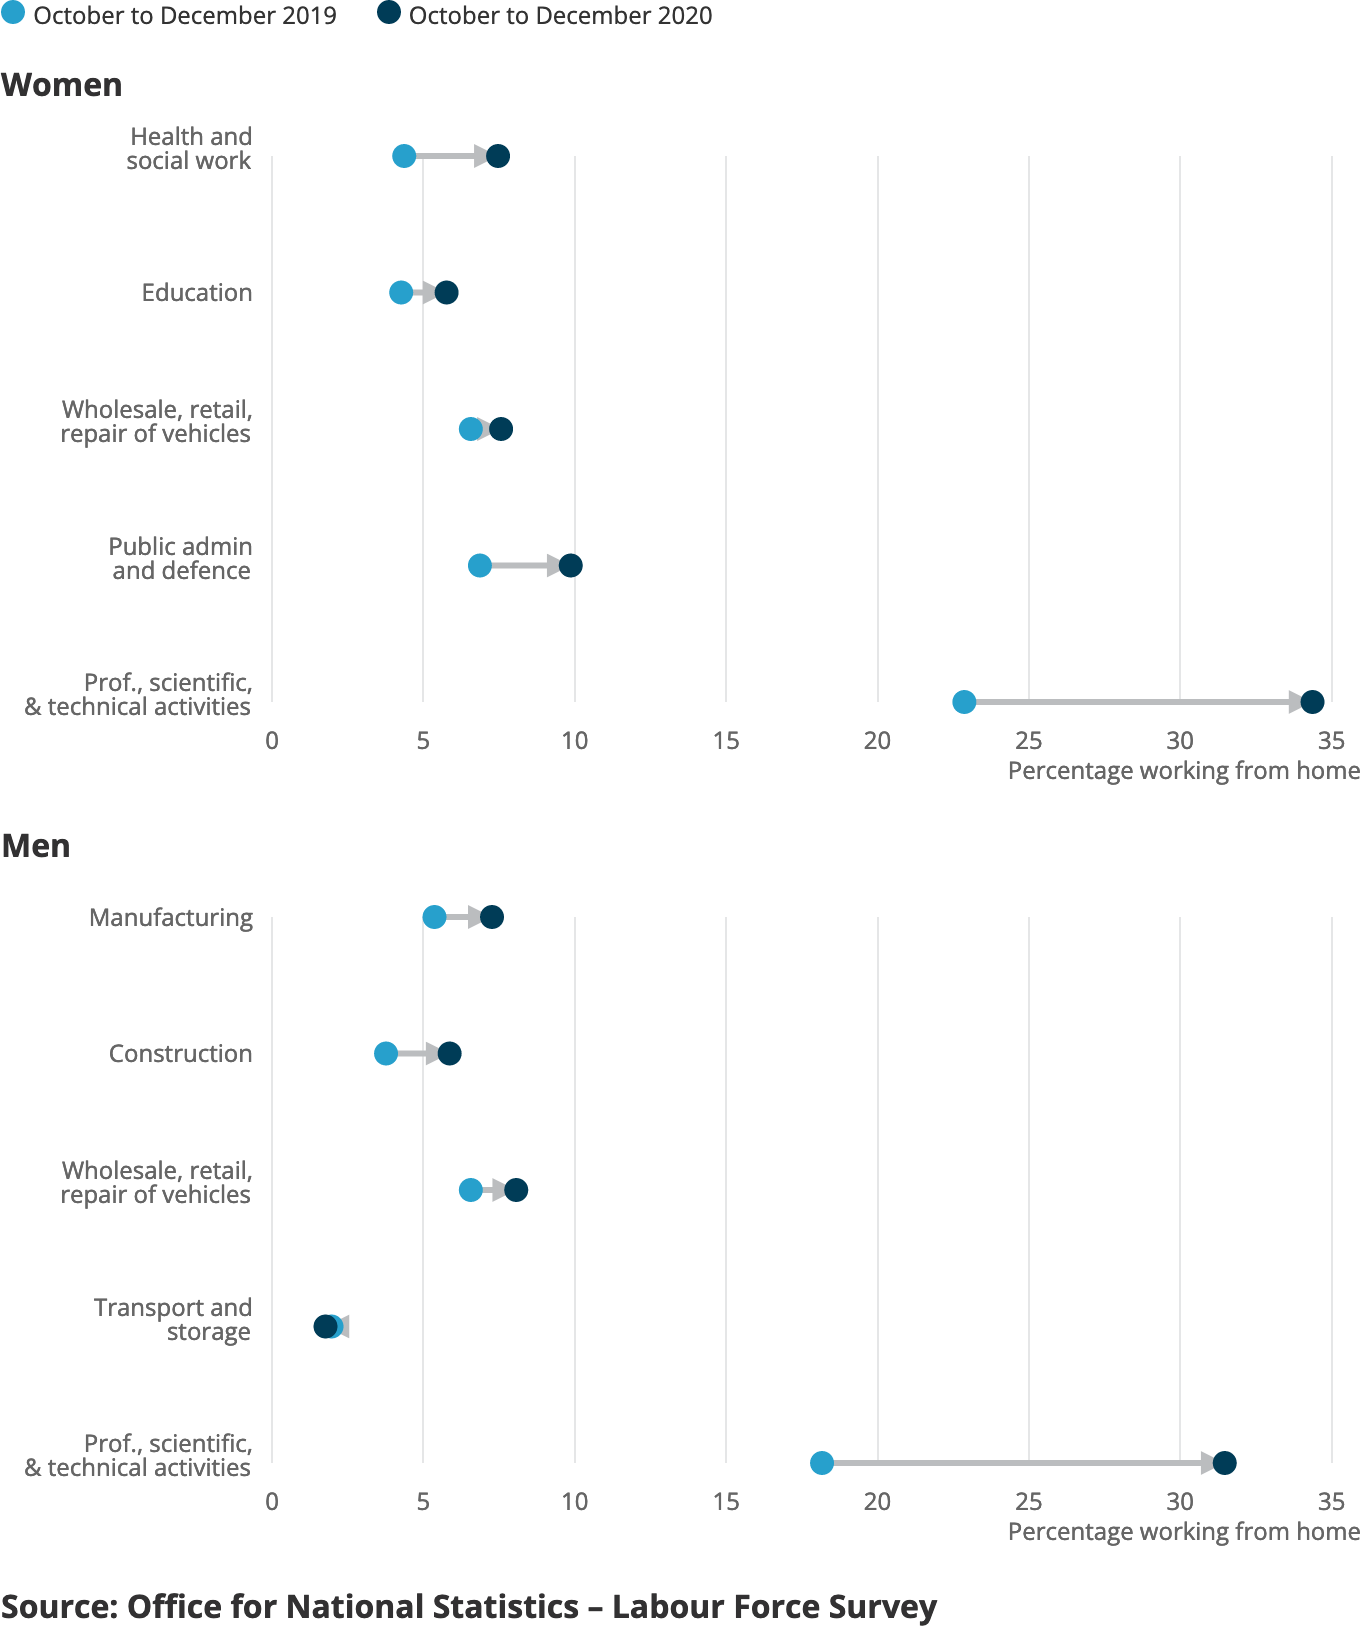 October to December 2019 October to December 2020
Women
Health and
social work
Education
Wholesale, retail,
repair of vehicles
Public admin
and defence
Prof., scientific,
& technical activities
0 5 10 15 20 25 30 35
Percentage working from home
Men
Manufacturing
Construction
Wholesale, retail,
repair of vehicles
Transport and
storage
Prof., scientific,
& technical activities
0 5 10 15 20 25 30 35
Percentage working from home
Source: Office for National Statistics – Labour Force Survey